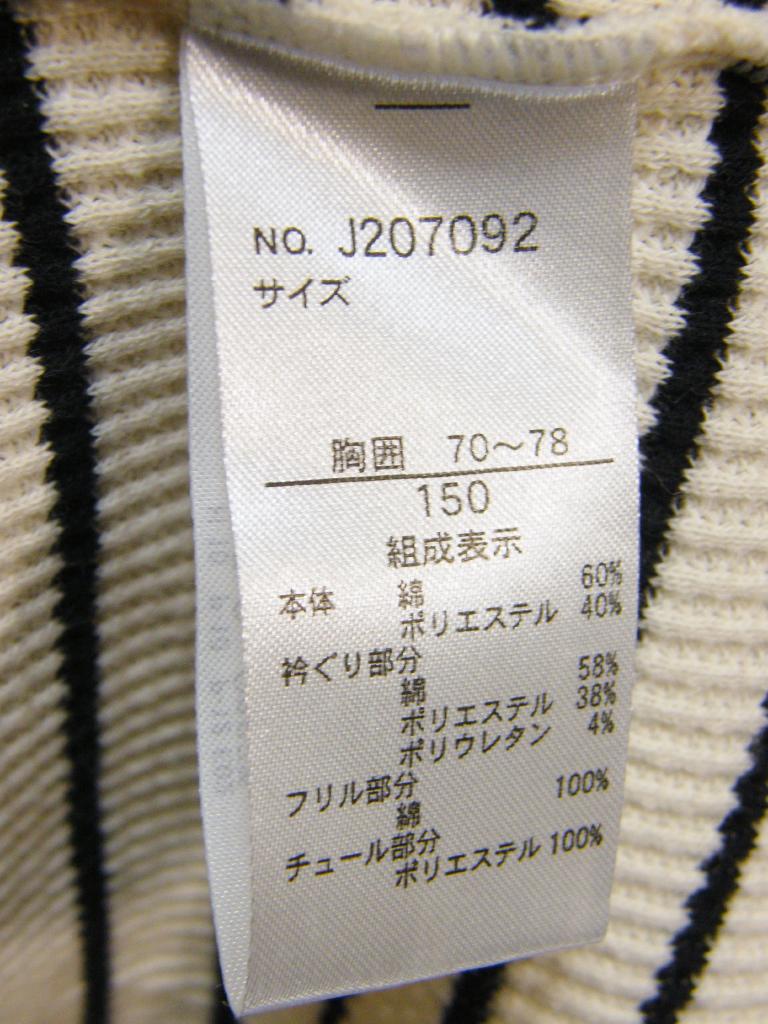 NO. J207092
サイズ
胸囲 70～78
150
組成表示
本体 綿 60%
ポリエステル 40%
衿ぐり部分
綿 58%
ポリエステル 38%
ポリウレタン 4%
フリル部分
綿 100%
チュール部分
ポリエステル 100%